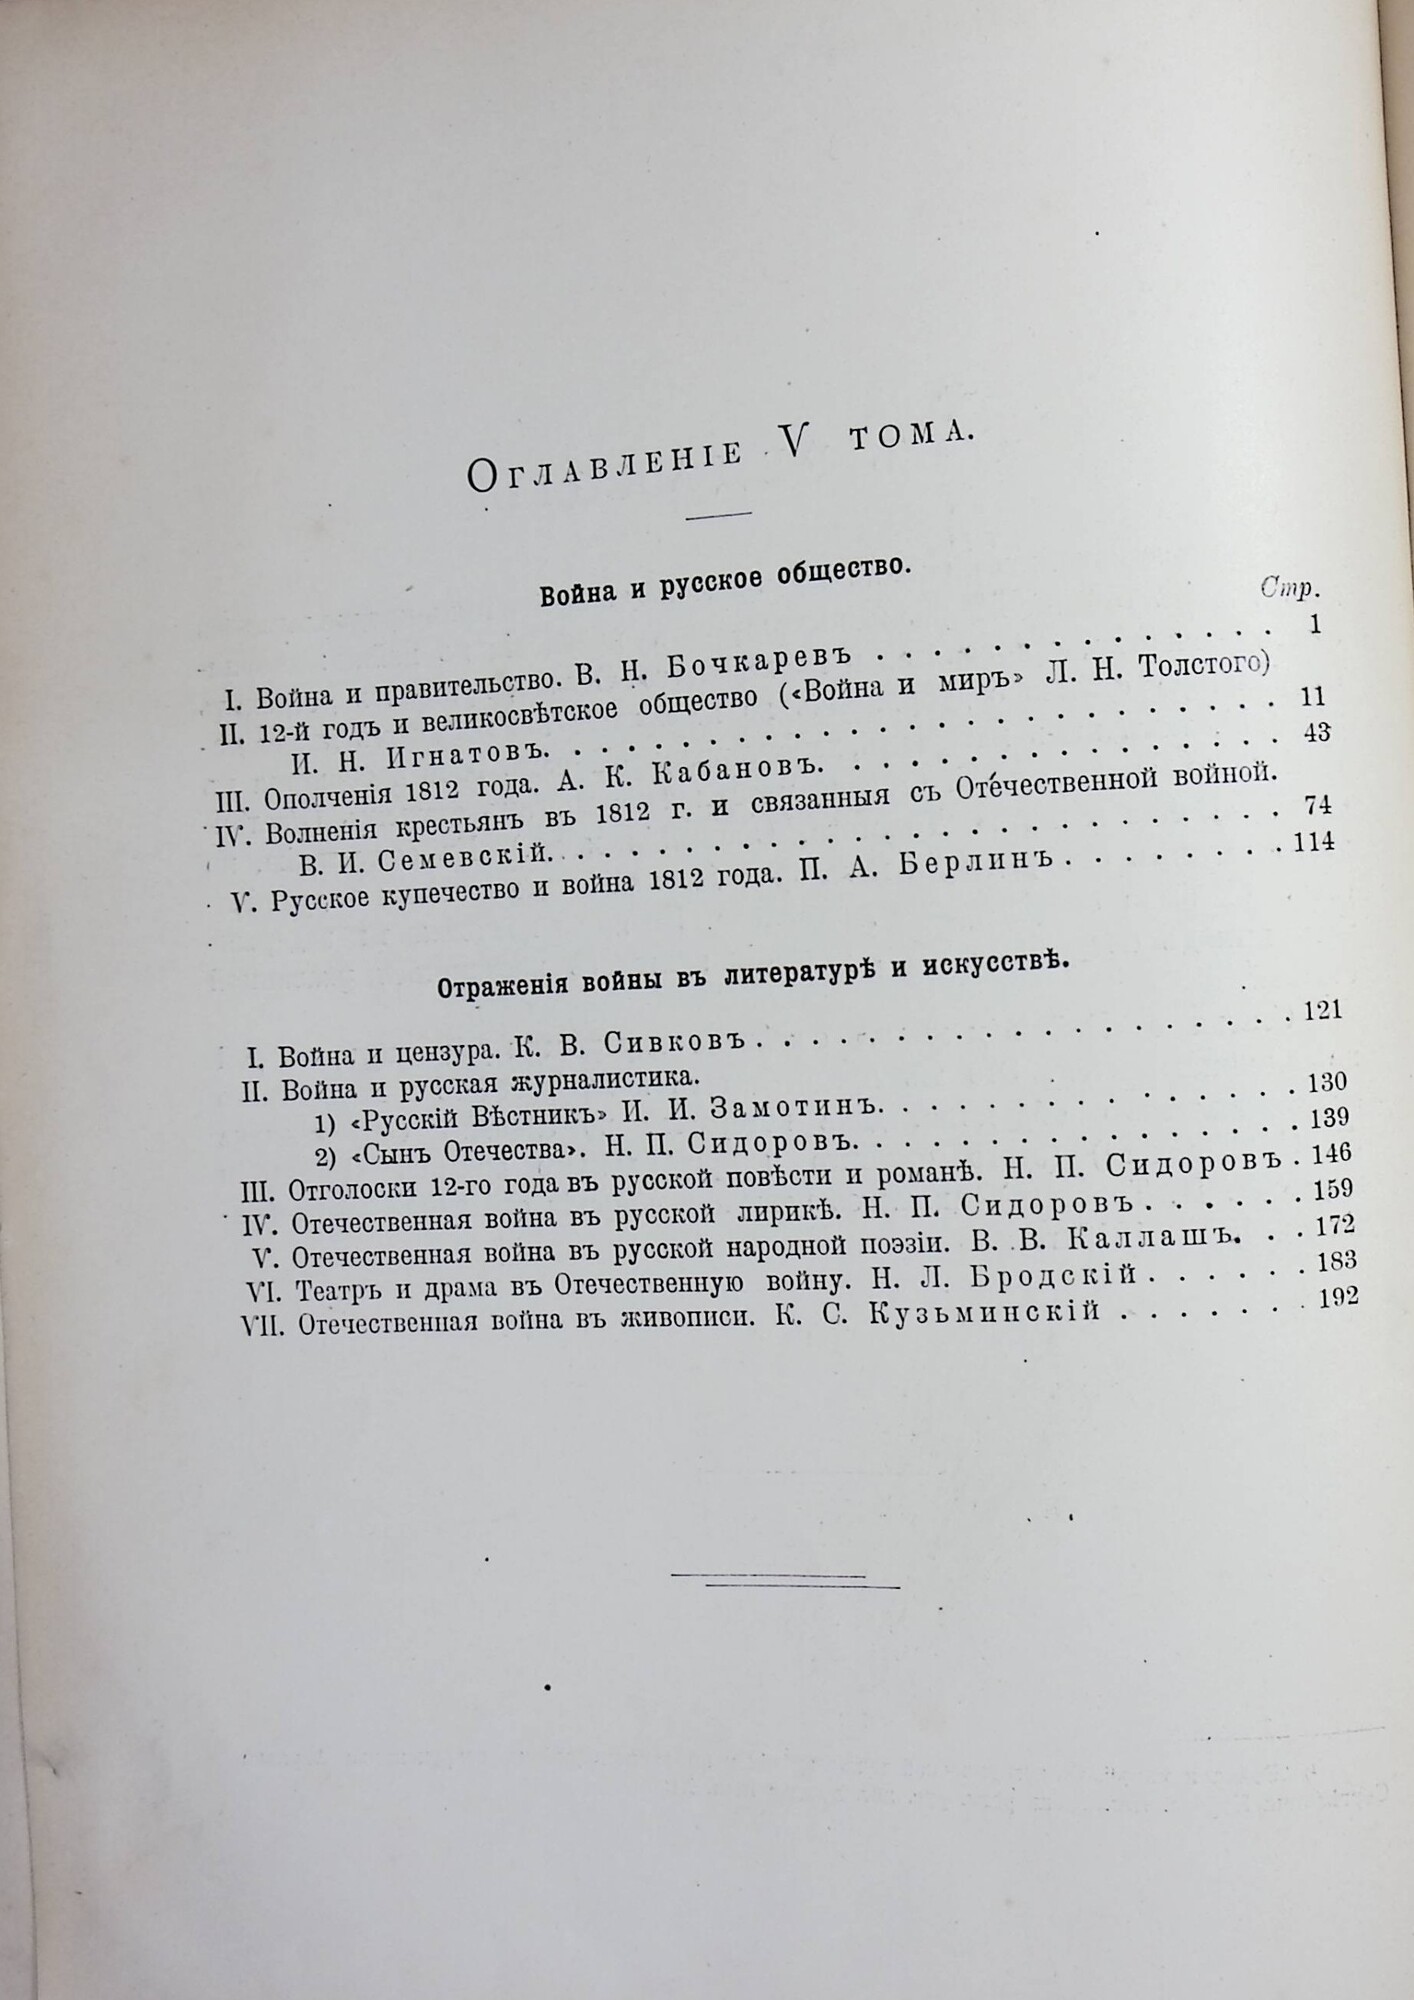 Оглавленіе V тома.
Война и русское общество.
Стр.
I. Война и правительство. В. Н. Бочкаревъ . . . . . . . . . . . . . . 1
II. 12-й годъ и великосвѣтское общество («Война и миръ» Л. Н. Толстого)
И. Н. Игнатовъ. . . . . . . . . . . . . . . . . . . . . . . . . . . 11
III. Ополченія 1812 года. А. К. Кабановъ. . . . . . . . . . . . . . . . . 43
IV. Волненія крестьянъ въ 1812 г. и связанныя съ Отечественной войной.
В. И. Семевскій. . . . . . . . . . . . . . . . . . . . . . . . . . . 74
V. Русское купечество и война 1812 года. П. А. Берлинъ . . . . . . . . 114
Отраженія войны въ литературѣ и искусствѣ.
I. Война и цензура. К. В. Сивковъ . . . . . . . . . . . . . . . . . . . 121
II. Война и русская журналистика.
1) «Русскій Вѣстникъ» И. И. Замотинъ. . . . . . . . . . . . . . . . 130
2) «Сынъ Отечества». Н. П. Сидоровъ. . . . . . . . . . . . . . . . . 139
III. Отголоски 12-го года въ русской повѣсти и романѣ. Н. П. Сидоровъ . 146
IV. Отечественная война въ русской лирикѣ. Н. П. Сидоровъ . . . . . . 159
V. Отечественная война въ русской народной поэзіи. В. В. Каллашъ. . . 172
VI. Театръ и драма въ Отечественную войну. Н. Л. Бродскій . . . . . . 183
VII. Отечественная война въ живописи. К. С. Кузьминскій . . . . . . . 192